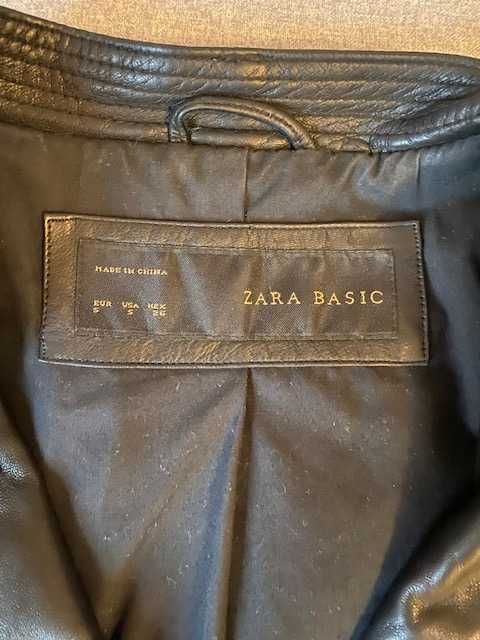 MADE IN CHINA
EUR USA MEX
S S 26
ZARA BASIC